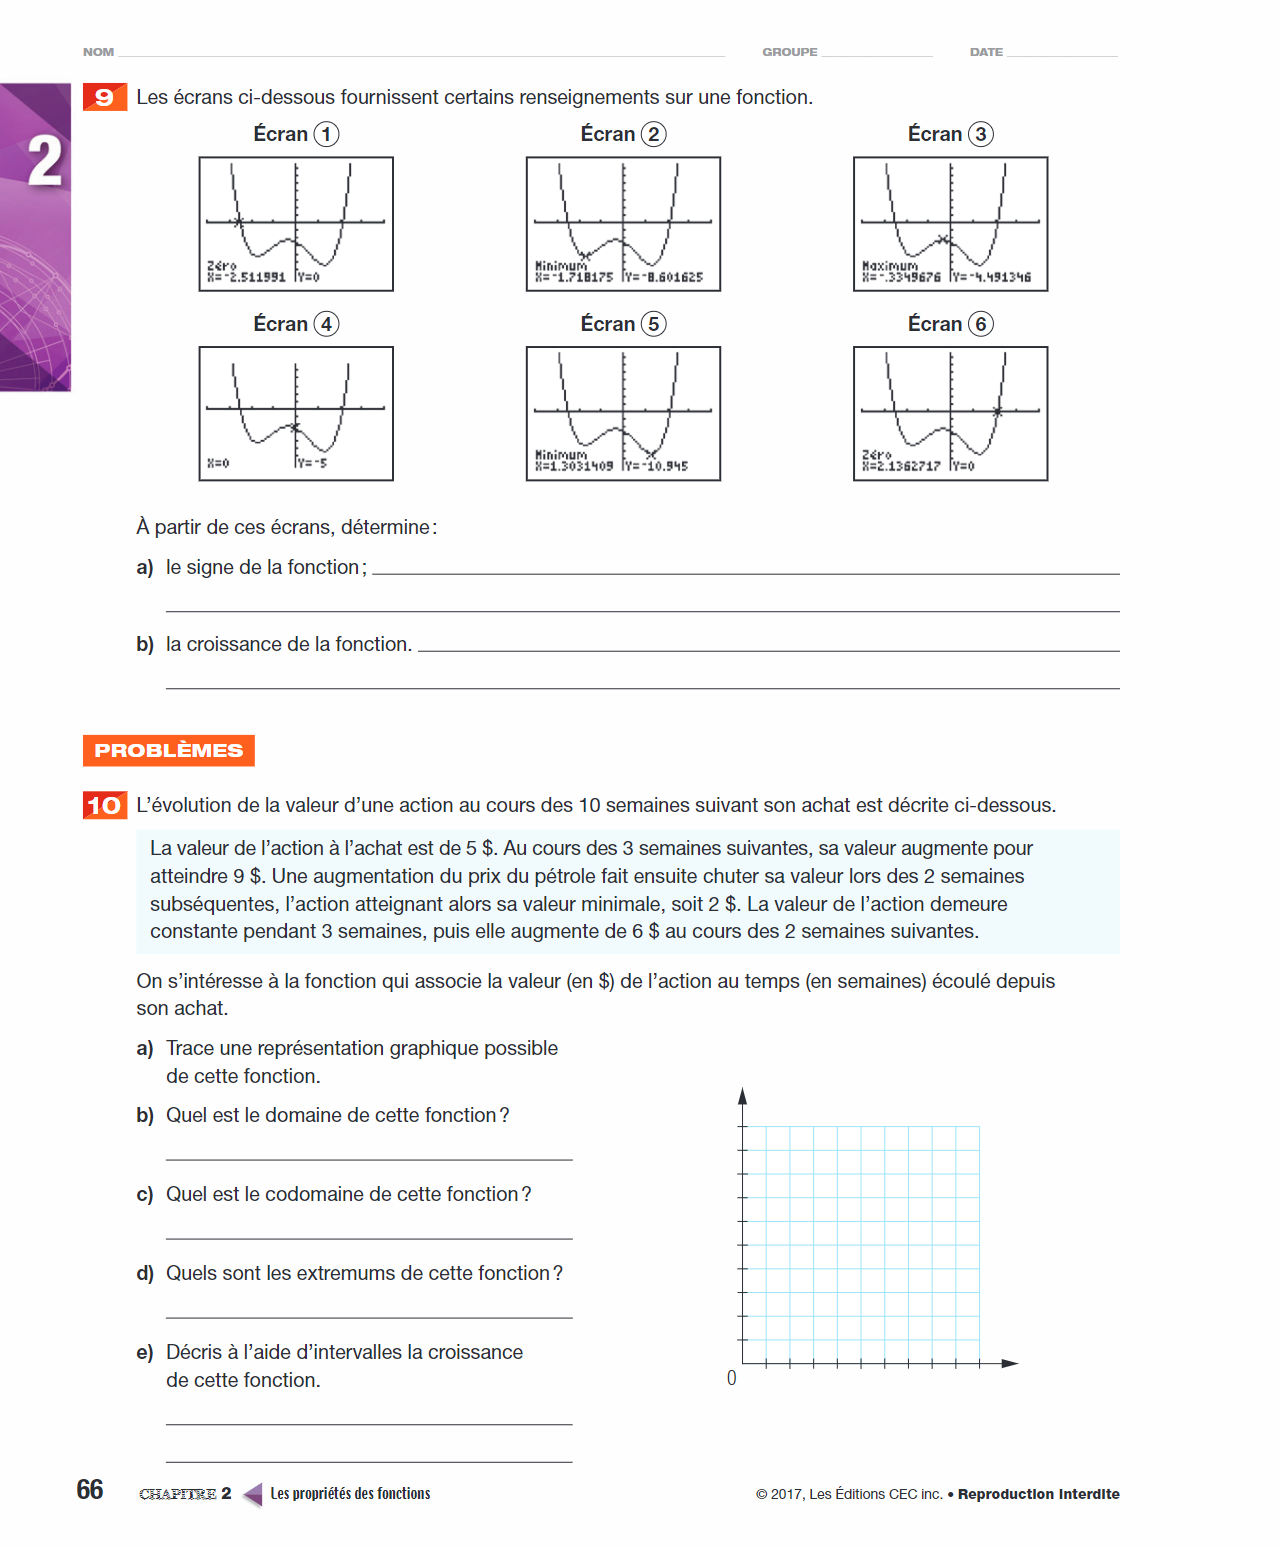 NOM GROUPE DATE
2
9 Les écrans ci-dessous fournissent certains renseignements sur une fonction.
Écran 1 Écran 2 Écran 3
Zéro
X=-2.511991 Y=0
Minimum
X=-1.718175 Y=-8.601625
Maximum
X=-.3349676 Y=-4.491346
Écran 4 Écran 5 Écran 6
X=0 Y=-5
Minimum
X=1.3031409 Y=-10.945
Zéro
X=2.1362717 Y=0
À partir de ces écrans, détermine :
a) le signe de la fonction ;
b) la croissance de la fonction.
PROBLÈMES
10 L’évolution de la valeur d’une action au cours des 10 semaines suivant son achat est décrite ci-dessous.
La valeur de l’action à l’achat est de 5 $. Au cours des 3 semaines suivantes, sa valeur augmente pour
atteindre 9 $. Une augmentation du prix du pétrole fait ensuite chuter sa valeur lors des 2 semaines
subséquentes, l’action atteignant alors sa valeur minimale, soit 2 $. La valeur de l’action demeure
constante pendant 3 semaines, puis elle augmente de 6 $ au cours des 2 semaines suivantes.
On s’intéresse à la fonction qui associe la valeur (en $) de l’action au temps (en semaines) écoulé depuis
son achat.
a) Trace une représentation graphique possible
de cette fonction.
b) Quel est le domaine de cette fonction ?
c) Quel est le codomaine de cette fonction ?
d) Quels sont les extremums de cette fonction ?
e) Décris à l’aide d’intervalles la croissance
de cette fonction.
0
66 CHAPITRE 2 Les propriétés des fonctions
© 2017, Les Éditions CEC inc. • Reproduction interdite